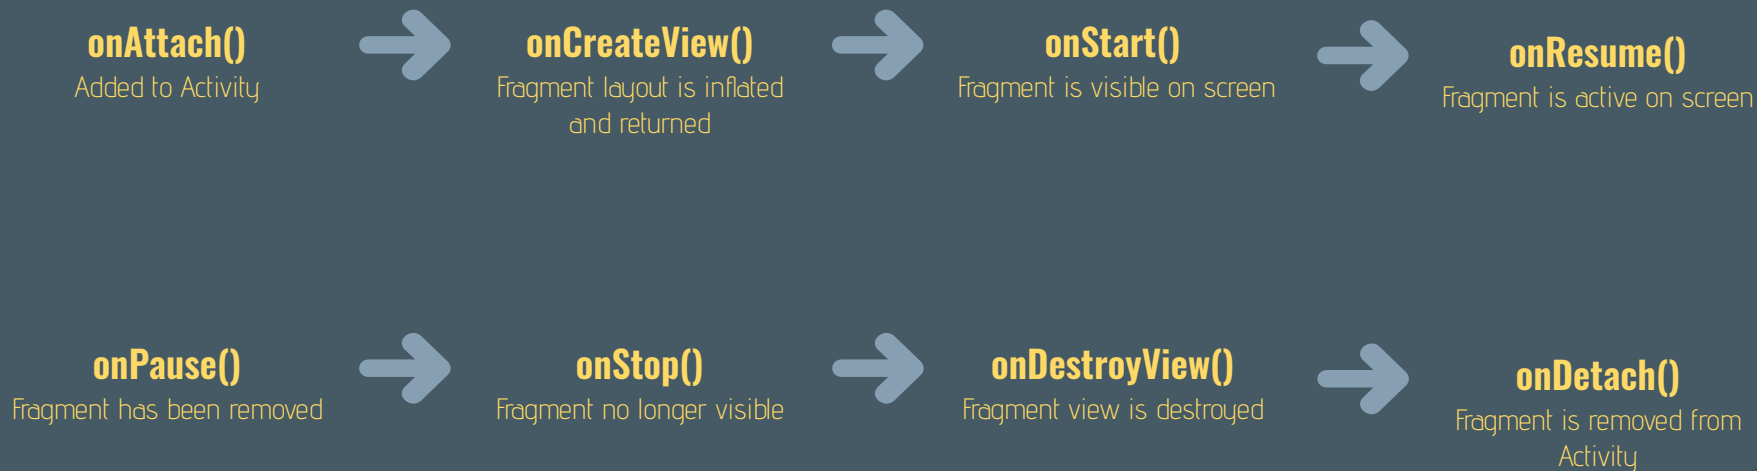 onAttach()
Added to Activity
onCreateView()
Fragment layout is inflated
and returned
onStart()
Fragment is visible on screen
onResume()
Fragment is active on screen
onPause()
Fragment has been removed
onStop()
Fragment no longer visible
onDestroyView()
Fragment view is destroyed
onDetach()
Fragment is removed from
Activity